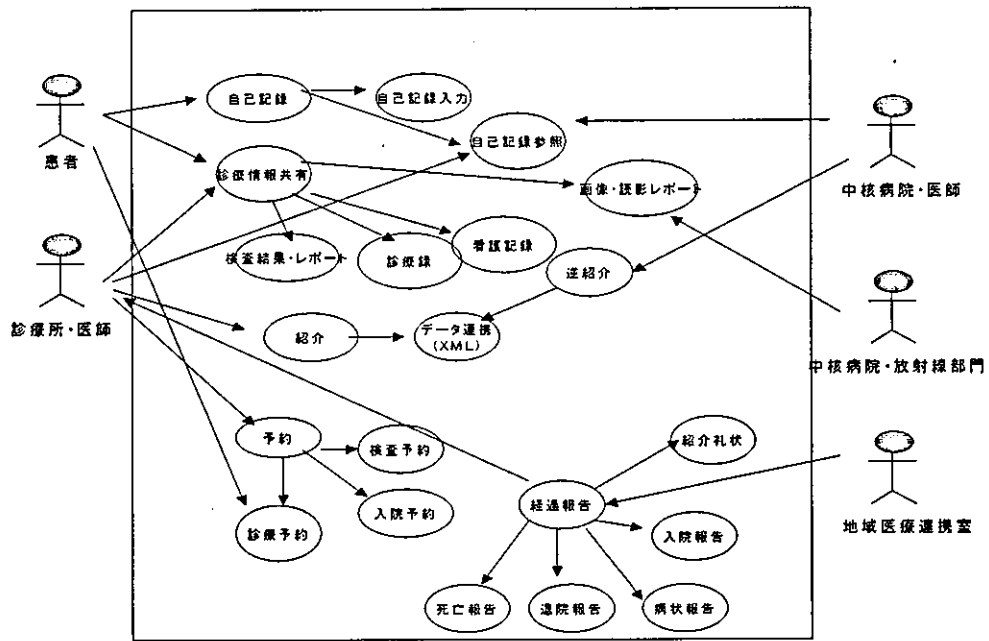 自己記録
自己記録入力
患者
自己記録参照
診療情報共有
画像・読影レポート
中核病院・医師
検査結果・レポート
診療録
看護記録
逆紹介
診療所・医師
紹介
データ連携
(XML)
中核病院・放射線部門
予約
検査予約
紹介礼状
入院予約
経過報告
診療予約
入院報告
地域医療連携室
死亡報告
退院報告
病状報告